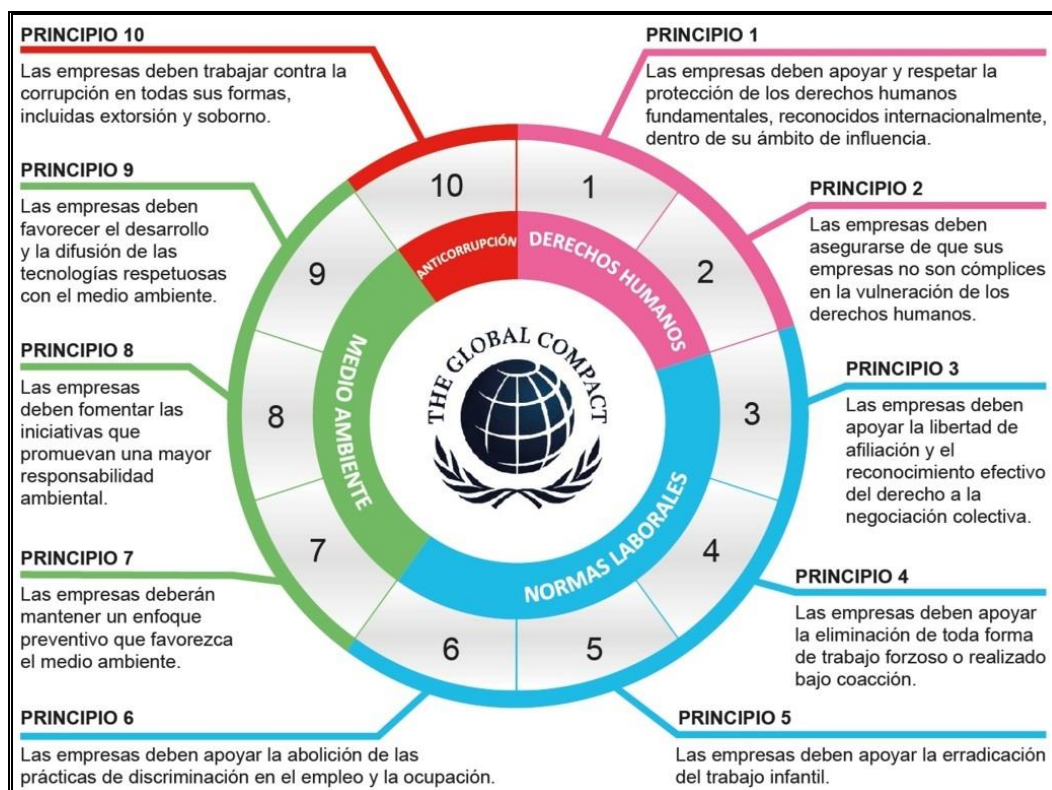 PRINCIPIO 10
Las empresas deben trabajar contra la
corrupción en todas sus formas,
incluidas extorsión y soborno.
PRINCIPIO 1
Las empresas deben apoyar y respetar la
protección de los derechos humanos
fundamentales, reconocidos internacionalmente,
dentro de su ámbito de influencia.
PRINCIPIO 9
Las empresas deben
favorecer el desarrollo
y la difusión de las
tecnologías respetuosas
con el medio ambiente.
PRINCIPIO 2
Las empresas deben
asegurarse de que sus
empresas no son cómplices
en la vulneración de los
derechos humanos.
PRINCIPIO 8
Las empresas
deben fomentar las
iniciativas que
promuevan una mayor
responsabilidad
ambiental.
PRINCIPIO 3
Las empresas deben
apoyar la libertad de
afiliación y el
reconocimiento efectivo
del derecho a la
negociación colectiva.
PRINCIPIO 7
Las empresas deberán
mantener un enfoque
preventivo que favorezca
el medio ambiente.
PRINCIPIO 4
Las empresas deben apoyar
la eliminación de toda forma
de trabajo forzoso o realizado
bajo coacción.
PRINCIPIO 6
Las empresas deben apoyar la abolición de las
prácticas de discriminación en el empleo y la ocupación.
PRINCIPIO 5
Las empresas deben apoyar la erradicación
del trabajo infantil.
10
1
2
3
4
5
6
7
8
9
ANTICORRUPCIÓN
DERECHOS HUMANOS
NORMAS LABORALES
MEDIO AMBIENTE
THE GLOBAL COMPACT